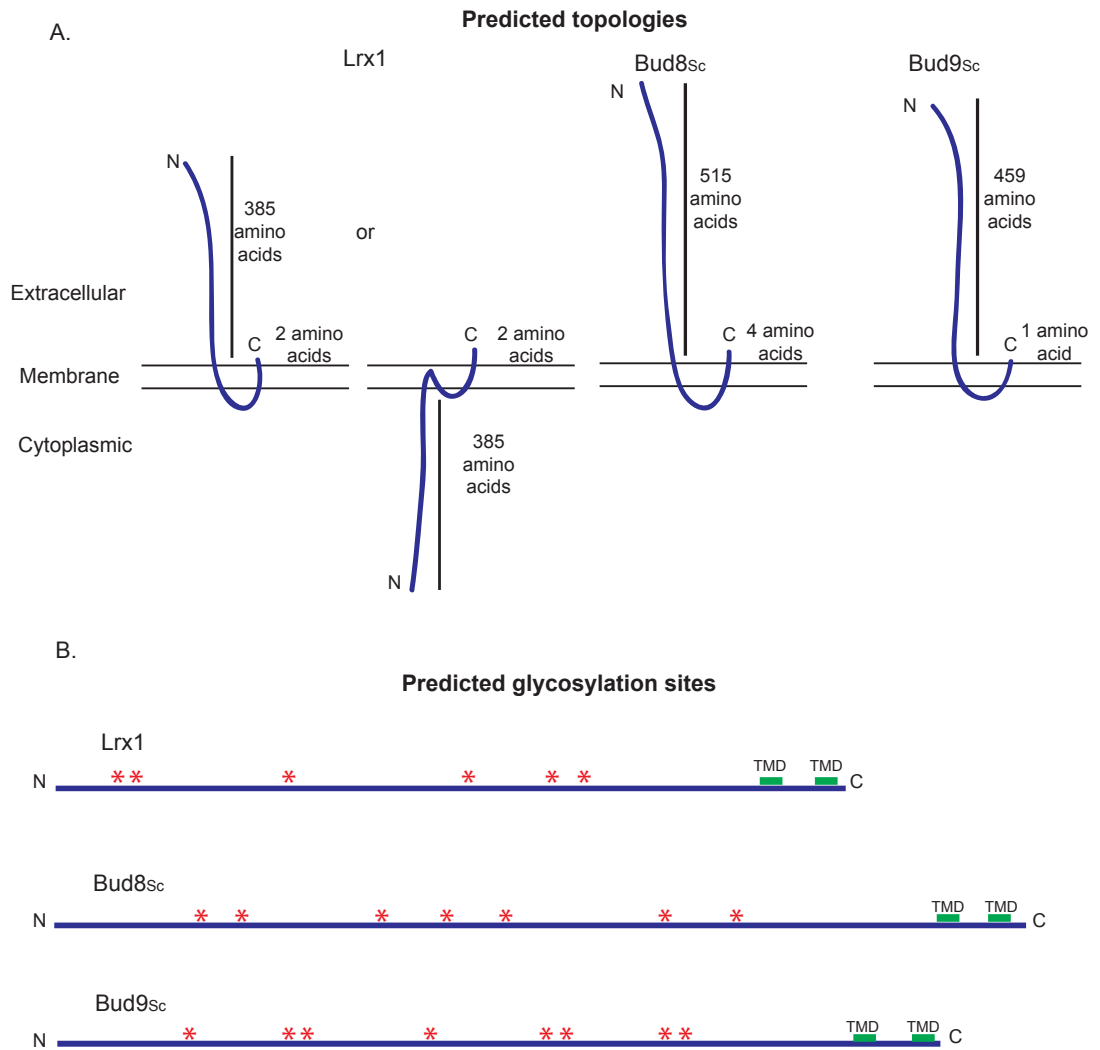 Predicted topologies
A.
Lrx1
Bud8Sc
Bud9Sc
N
385
amino
acids
or
C
2 amino
acids
N
385
amino
acids
C
2 amino
acids
N
515
amino
acids
C
4 amino
acids
N
459
amino
acids
C
1 amino
acid
Extracellular
Membrane
Cytoplasmic
B.
Predicted glycosylation sites
Lrx1
N
* * * * * *
TMD
TMD
C
Bud8Sc
N
* * * * * * *
TMD
TMD
C
Bud9Sc
N
* * * * * * * *
TMD
TMD
C